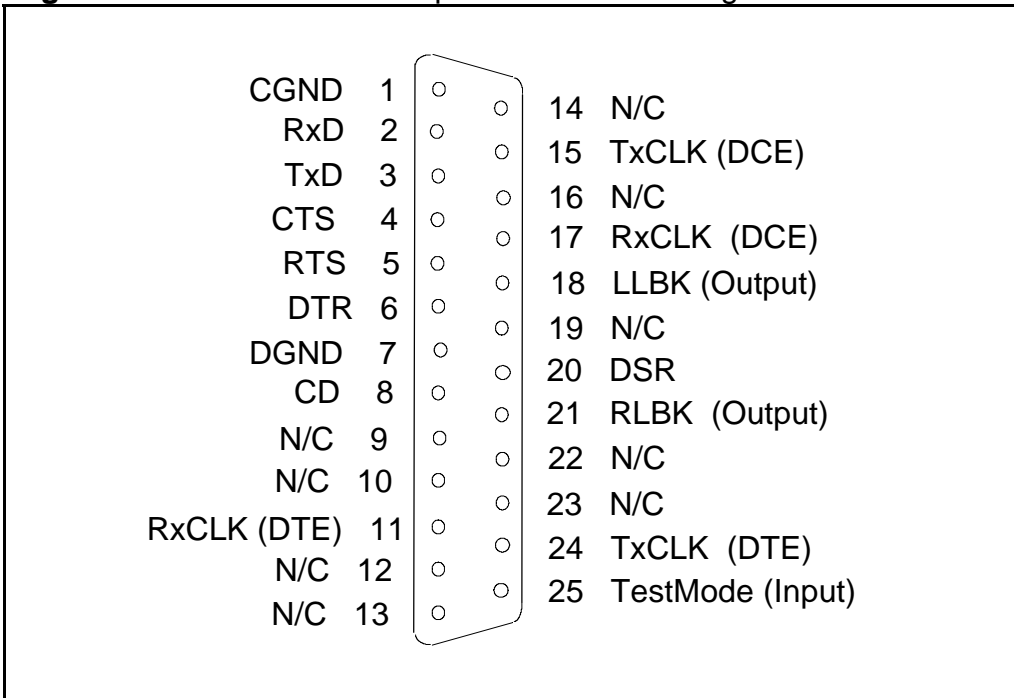 CGND 1
RxD 2
TxD 3
CTS 4
RTS 5
DTR 6
DGND 7
CD 8
N/C 9
N/C 10
RxCLK (DTE) 11
N/C 12
N/C 13
14 N/C
15 TxCLK (DCE)
16 N/C
17 RxCLK (DCE)
18 LLBK (Output)
19 N/C
20 DSR
21 RLBK (Output)
22 N/C
23 N/C
24 TxCLK (DTE)
25 TestMode (Input)